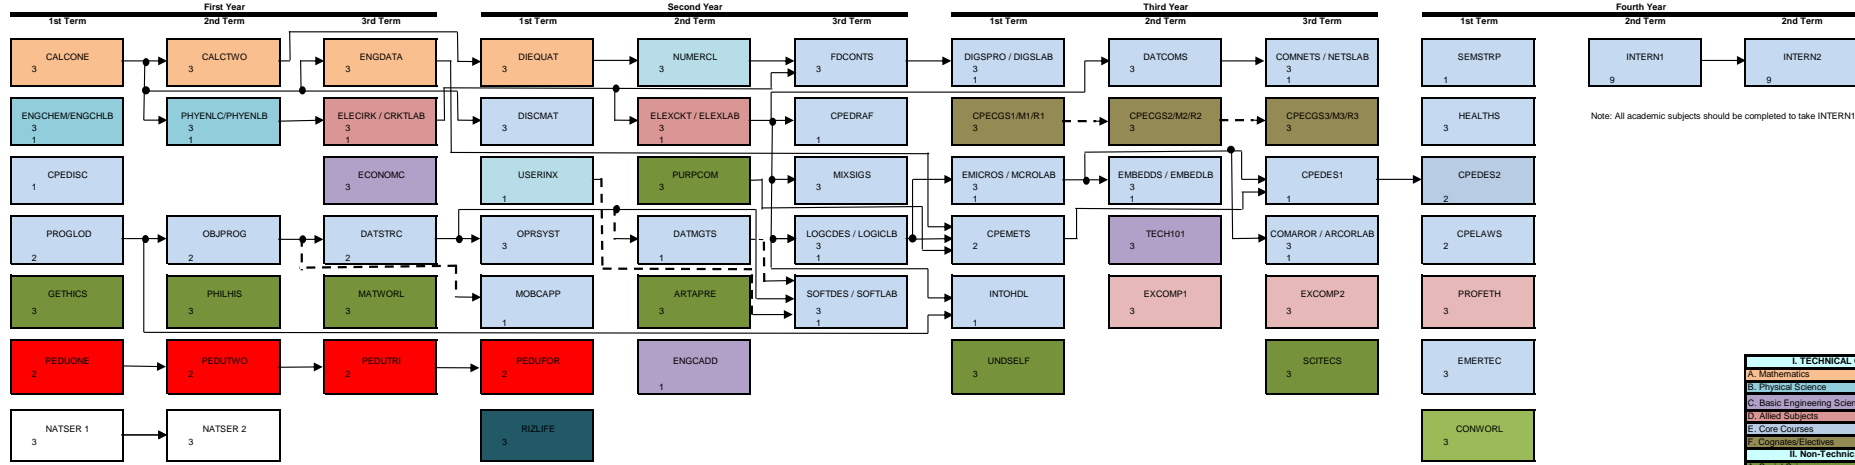 First Year Second Year Third Year Fourth Year
1st Term 2nd Term 3rd Term 1st Term 2nd Term 3rd Term 1st Term 2nd Term 3rd Term 1st Term 2nd Term 2nd Term
CALCONE CALCTWO ENGDATA DIEQUAT NUMERCL FDCONTS DIGSPRO / DIGSLAB DATCOMS COMNETS / NETSLAB SEMSTRP INTERN1 INTERN2
3 3 3 3 3 3 3 3 3
1 1 1 9 9
ENGCHEM/ENGCHLB PHYENLC/PHYENLB ELECIRK / CRKTLAB DISCMAT ELEXCKT / ELEXLAB CPEDRAF CPECGS1/M1/R1 CPECGS2/M2/R2 CPECGS3/M3/R3 HEALTHS Note: All academic subjects should be completed to take INTERN1
3 3 3 3 3 3 3 3 3
1 1 1 1 1
CPEDISC ECONOMC USERINX PURPCOM MIXSIGS EMICROS / MCROLAB EMBEDDS / EMBEDLB CPEDES1 CPEDES2
1 3 3 3 3 3
1 1 1 1 2
PROGLOD OBJPROG DATSTRC OPRSYST DATMGTS LOGCDES / LOGICLB CPEMETS TECH101 COMAROR / ARCORLAB CPELAWS
3 3 2 3 3 2
2 2 2 1 1 1
GETHICS PHILHIS MATWORL MOBCAPP ARTAPRE SOFTDES / SOFTLAB INTOHDL EXCOMP1 EXCOMP2 PROFETH
3 3 3 3 3 3 3 3
1 1 1
PEDUONE PEDUTWO PEDUTRI PEDUFOR ENGCADD UNDSELF SCITECS EMERTEC
2 2 2 2 3 3 3
1
NATSER 1 NATSER 2 RIZLIFE CONWORL
3 3 3 3
I. TECHNICAL
A. Mathematics
B. Physical Science
C. Basic Engineering Scien
D. Allied Subjects
E. Core Courses
F. Cognates/Electives
II. Non-Technic